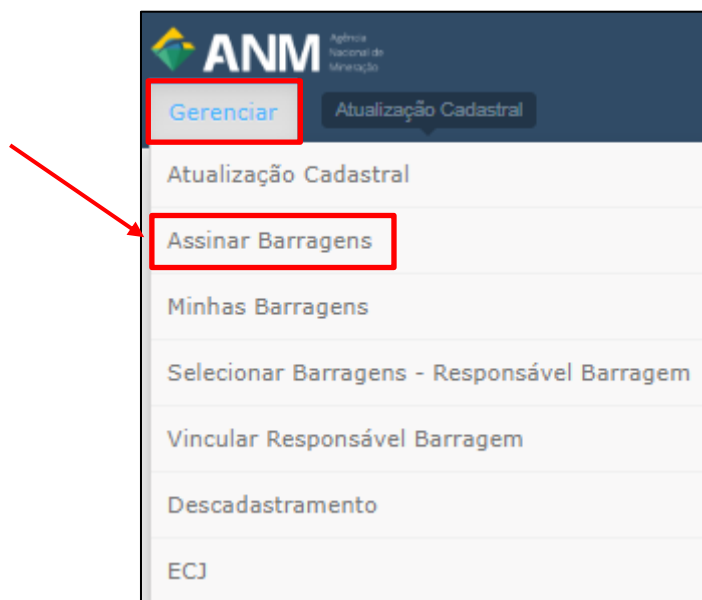 ANM
Agência
Nacional de
Mineração
Gerenciar
Atualização Cadastral
Atualização Cadastral
Assinar Barragens
Minhas Barragens
Selecionar Barragens - Responsável Barragem
Vincular Responsável Barragem
Descadastramento
ECJ